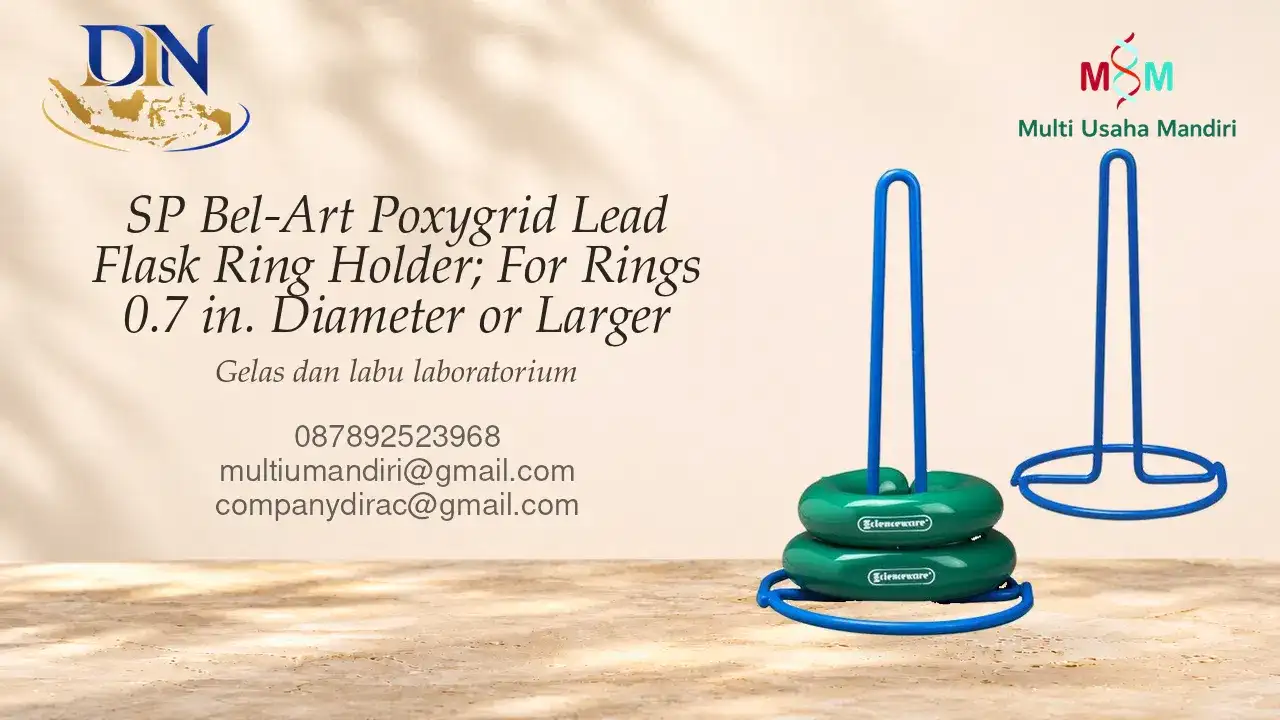 DIN
MSM
Multi Usaha Mandiri
SP Bel-Art Poxygrid Lead
Flask Ring Holder; For Rings
0.7 in. Diameter or Larger
Gelas dan labu laboratorium
087892523968
multiumandiri@gmail.com
companydirac@gmail.com
Scienceware
Scienceware